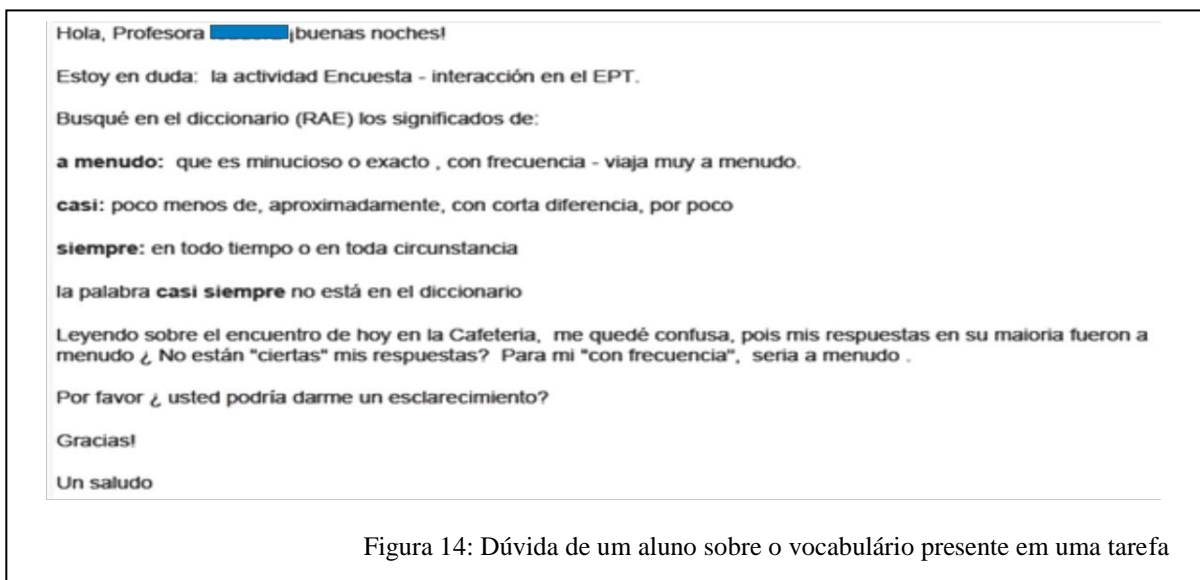 Hola, Profesora ¡buenas noches!
Estoy en duda: la actividad Encuesta - interacción en el EPT.
Busqué en el diccionario (RAE) los significados de:
a menudo: que es minucioso o exacto , con frecuencia - viaja muy a menudo.
casi: poco menos de, aproximadamente, con corta diferencia, por poco
siempre: en todo tiempo o en toda circunstancia
la palabra casi siempre no está en el diccionario
Leyendo sobre el encuentro de hoy en la Cafeteria, me quedé confusa, pois mis respuestas en su maioria fueron a
menudo ¿ No están "ciertas" mis respuestas? Para mi "con frecuencia", seria a menudo .
Por favor ¿ usted podría darme un esclarecimiento?
Gracias!
Un saludo
Figura 14: Dúvida de um aluno sobre o vocabulário presente em uma tarefa